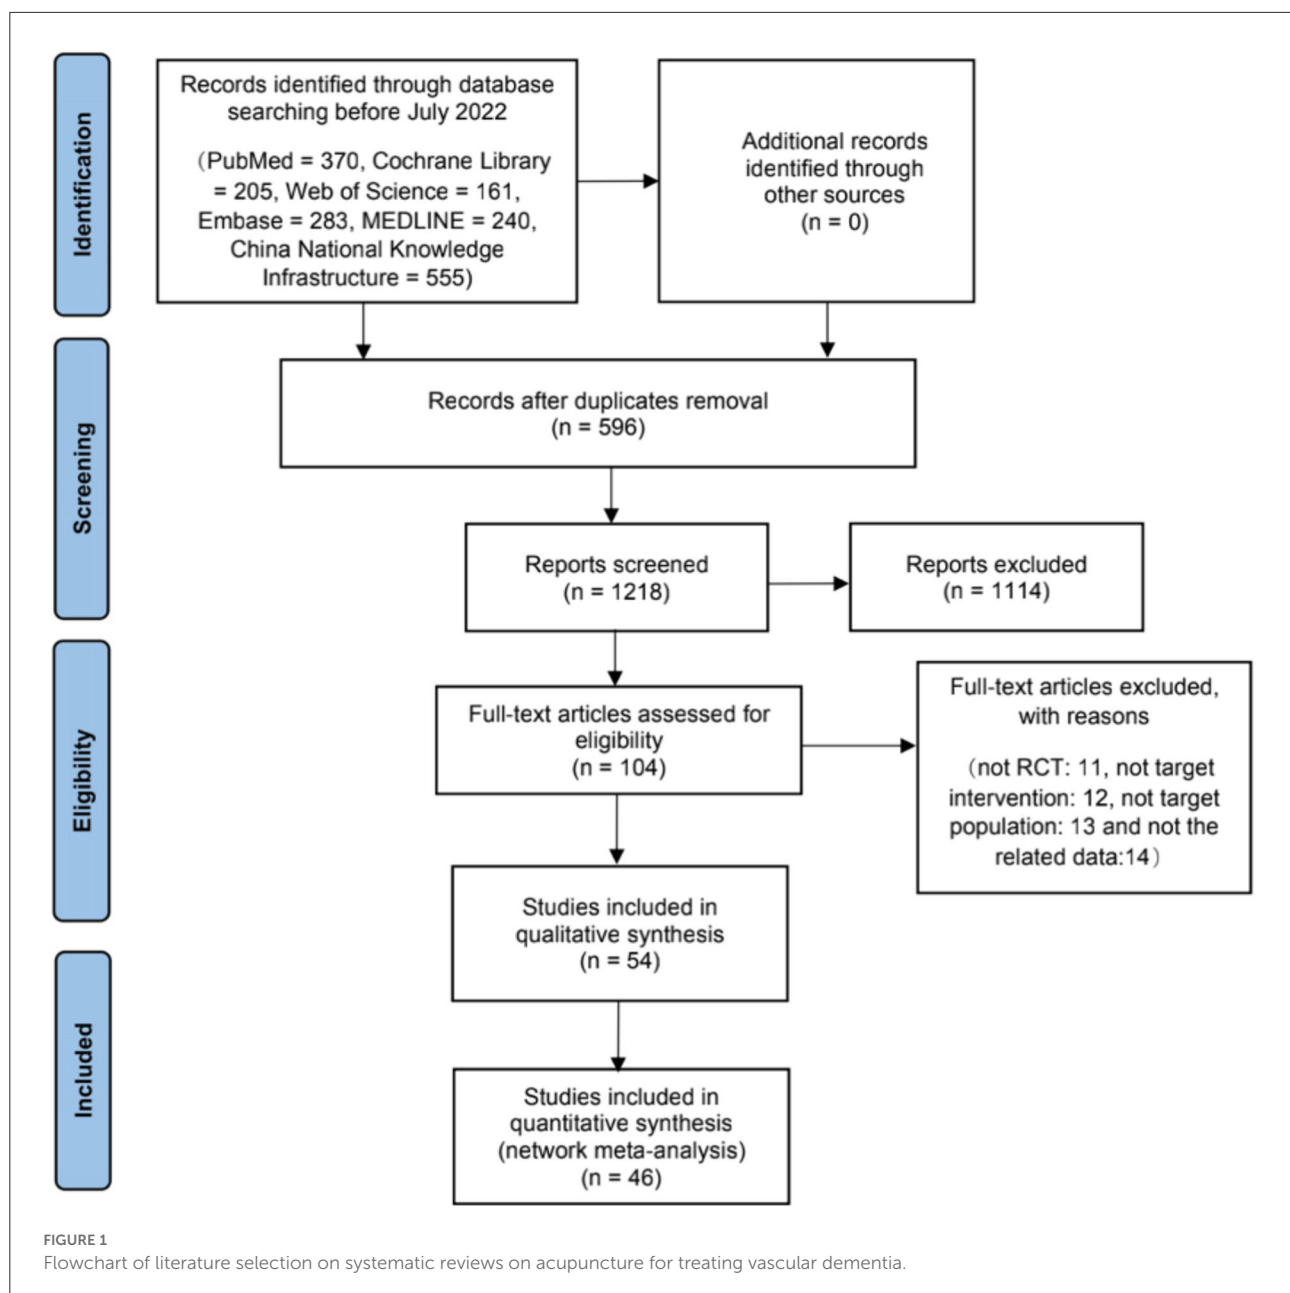 Identification
Records identified through database
searching before July 2022
(PubMed = 370, Cochrane Library
= 205, Web of Science = 161,
Embase = 283, MEDLINE = 240,
China National Knowledge
Infrastructure = 555)
Additional records
identified through
other sources
(n = 0)
Screening
Records after duplicates removal
(n = 596)
Reports screened
(n = 1218)
Reports excluded
(n = 1114)
Eligibility
Full-text articles assessed for
eligibility
(n = 104)
Full-text articles excluded,
with reasons
(not RCT: 11, not target
intervention: 12, not target
population: 13 and not the
related data:14)
Studies included in
qualitative synthesis
(n = 54)
Included
Studies included in
quantitative synthesis
(network meta-analysis)
(n = 46)
FIGURE 1
Flowchart of literature selection on systematic reviews on acupuncture for treating vascular dementia.